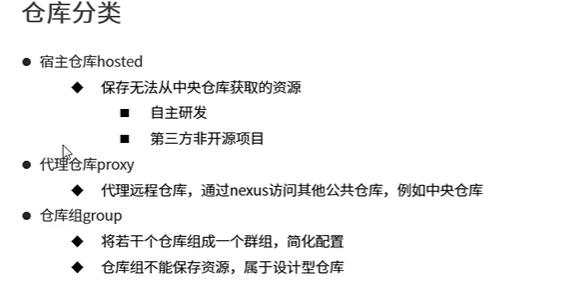 仓库分类
宿主仓库hosted
保存无法从中央仓库获取的资源
自主研发
第三方非开源项目
代理仓库proxy
代理远程仓库，通过nexus访问其他公共仓库，例如中央仓库
仓库组group
将若干个仓库组成一个群组，简化配置
仓库组不能保存资源，属于设计型仓库